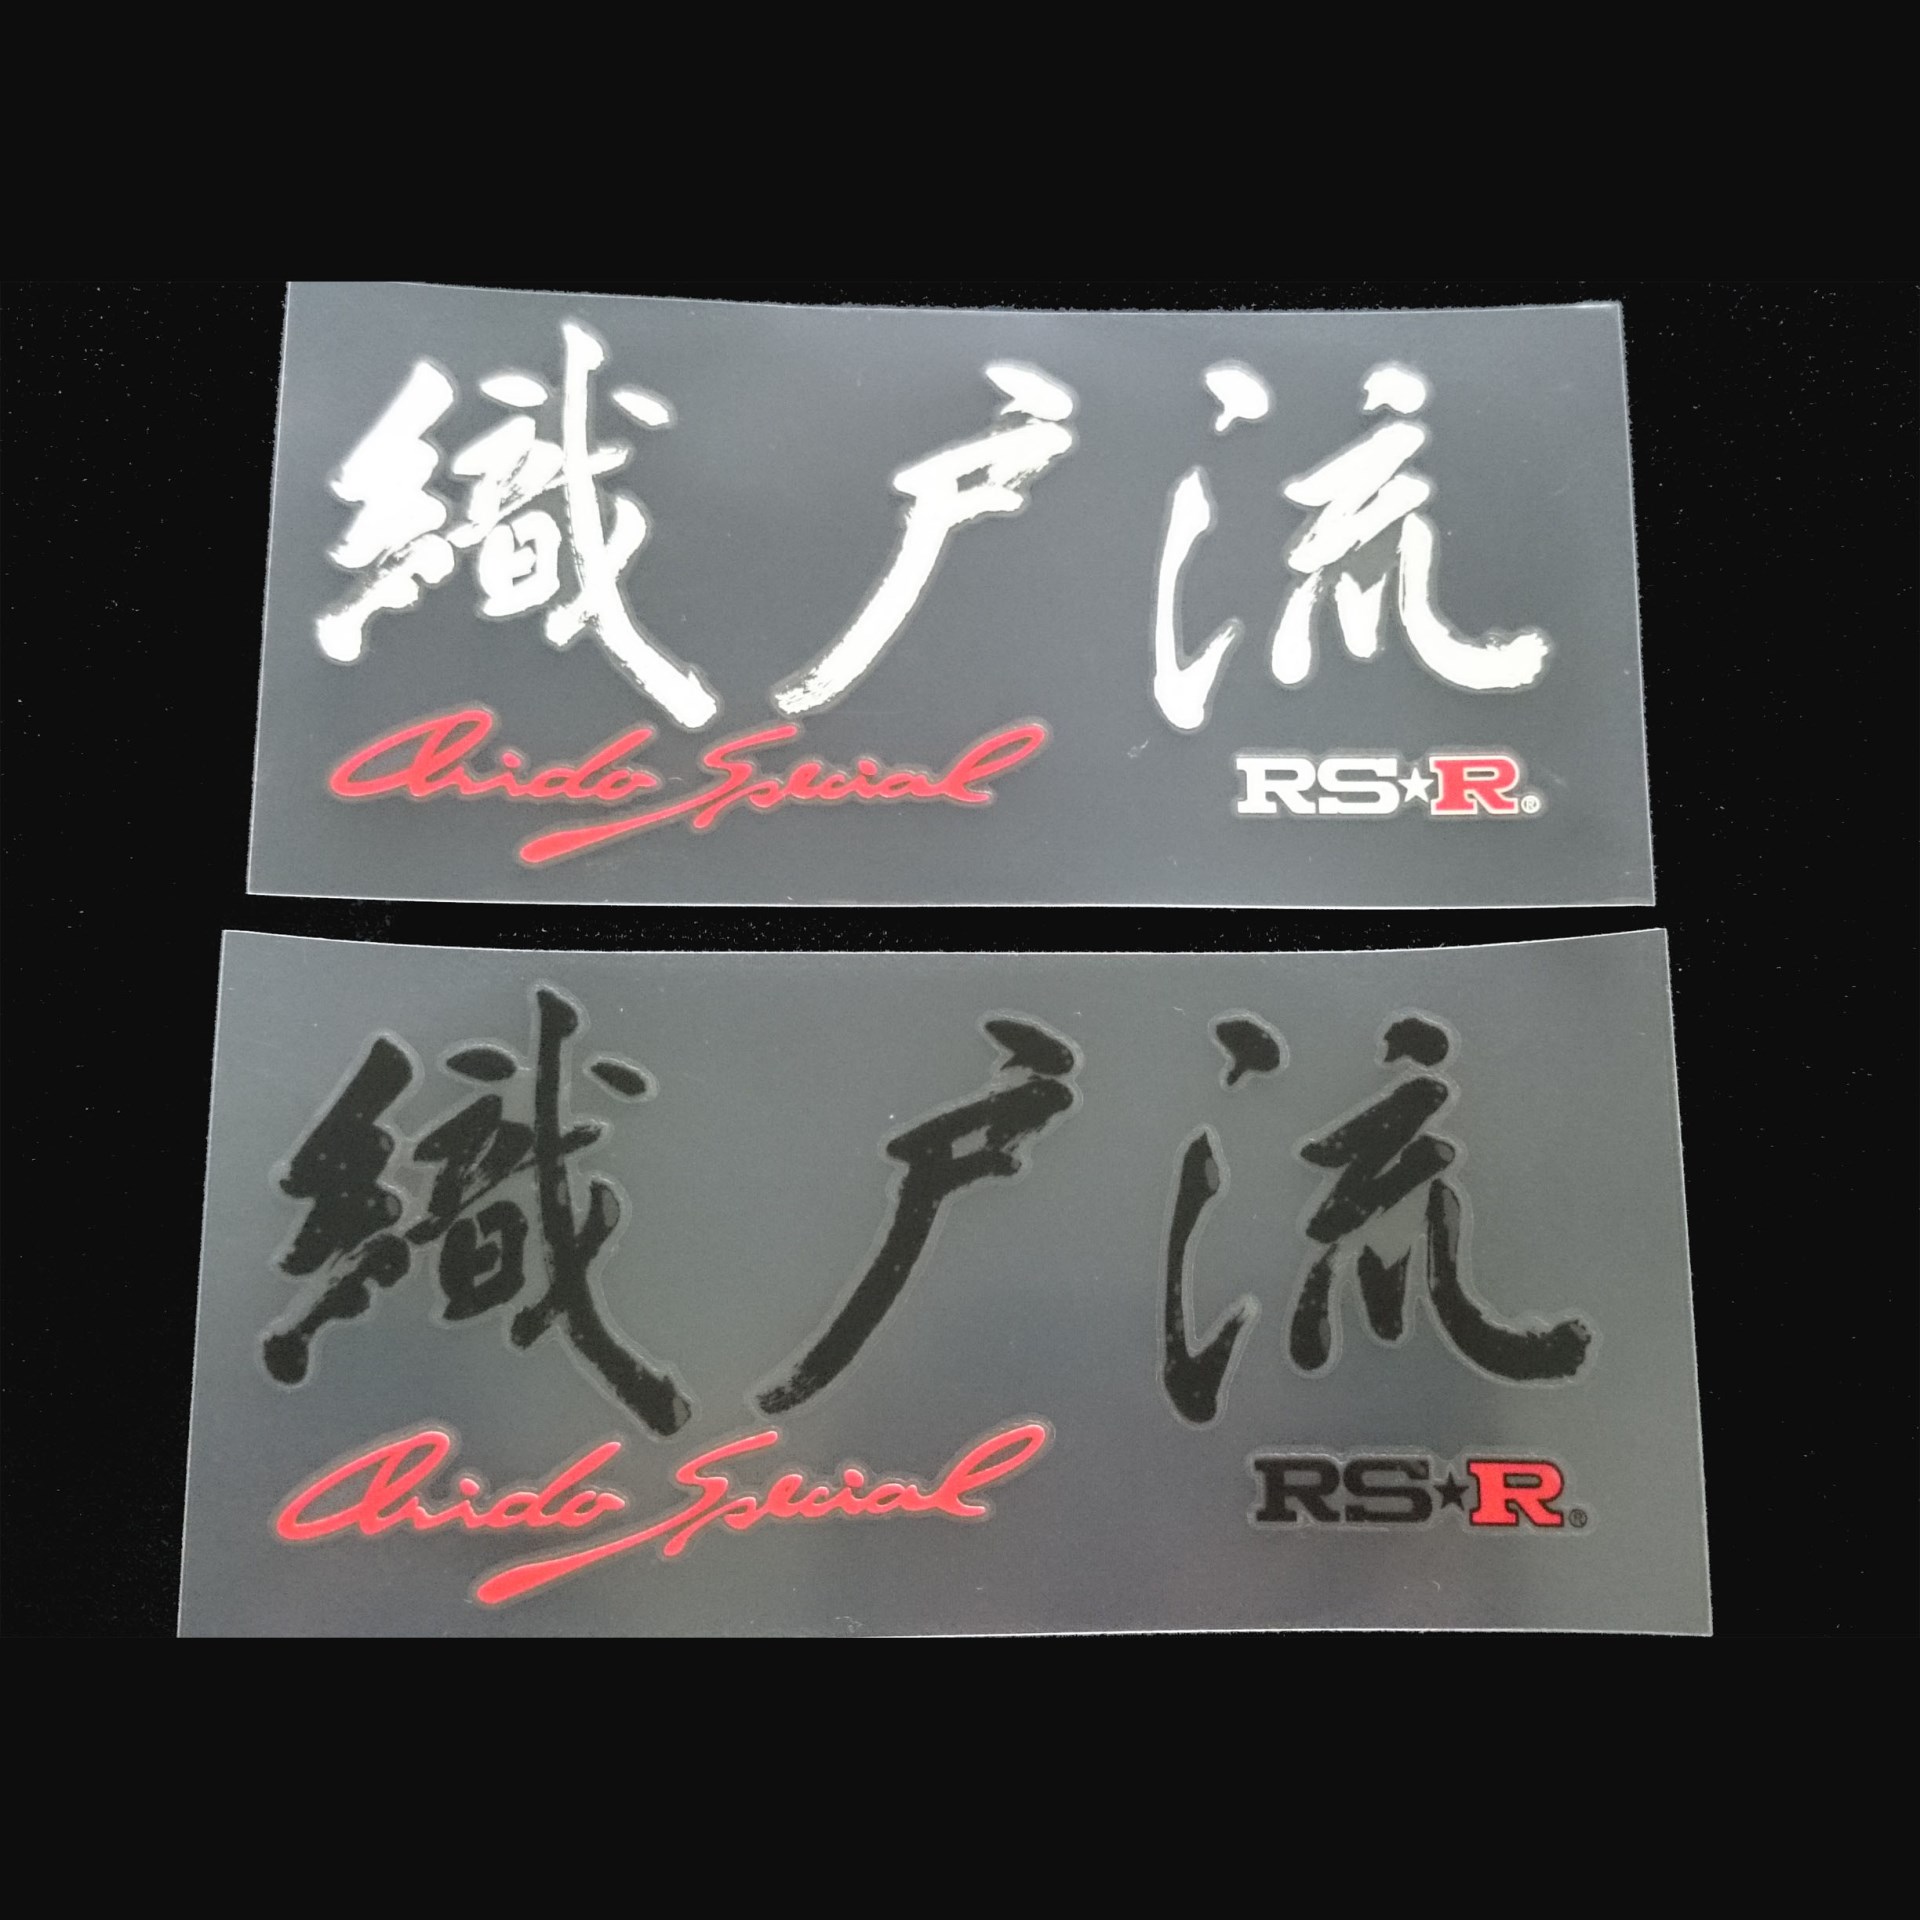 織戸流
Orido Special
RS★R®
織戸流
Orido Special
RS★R®